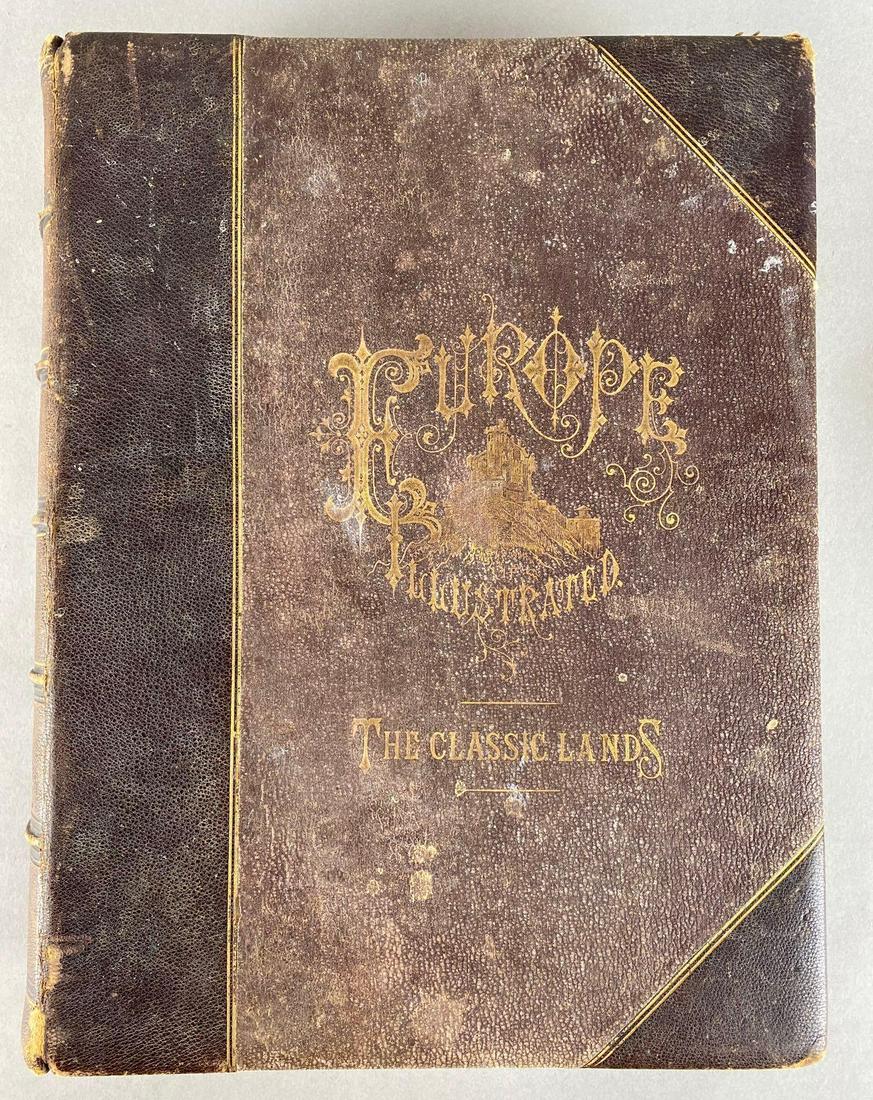 EUROPE
ILLUSTRATED.
THE CLASSIC LANDS